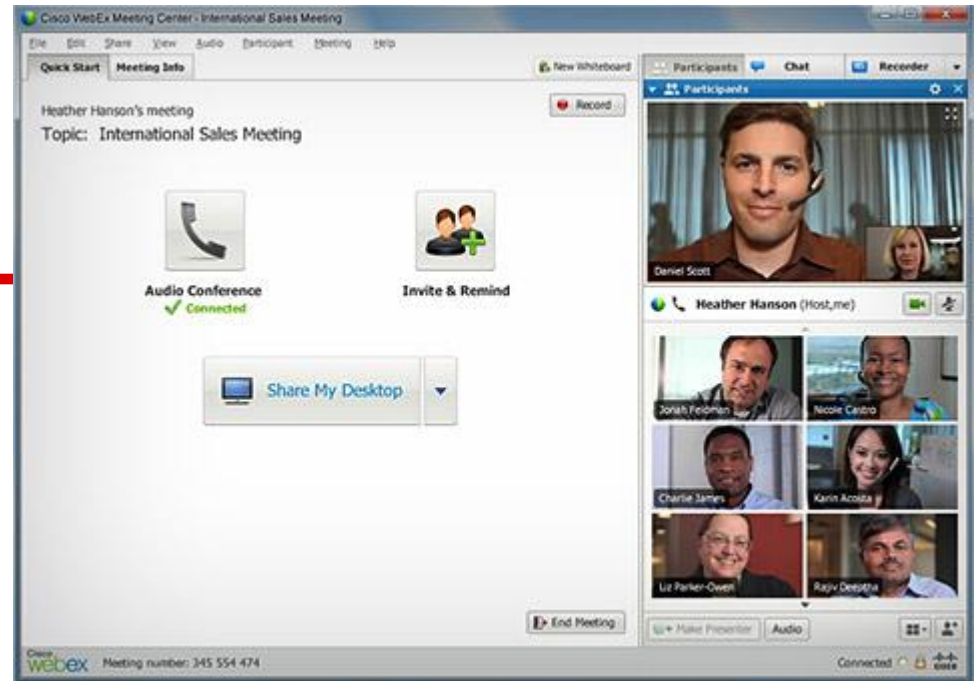 Cisco WebEx Meeting Center - International Sales Meeting
File Edit Share View Audio Participant Meeting Help
Quick Start Meeting Info
New Whiteboard
Participants Chat Recorder
Participants
Heather Hanson's meeting
Record
Topic: International Sales Meeting
Daniel Scott
Audio Conference
Connected
Invite & Remind
Heather Hanson (Host,me)
Share My Desktop
Jonah Feldman
Nicole Castro
Charlie James
Karin Acosta
Liz Parker-Owen
Rajiv Deeptha
End Meeting
Make Presenter Audio
Cisco
webex Meeting number: 345 554 474
Connected
CISCO